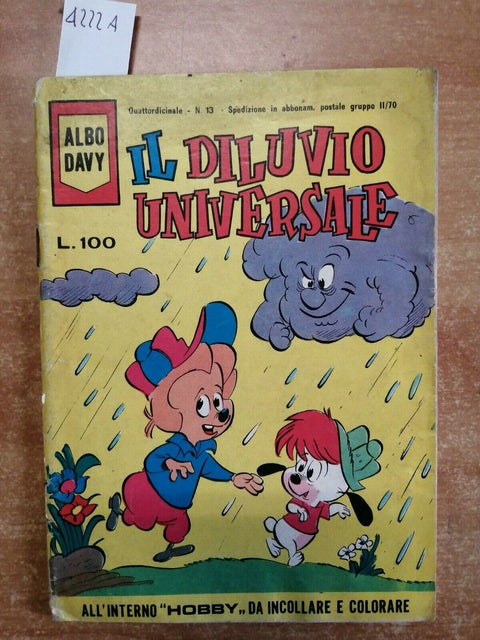 4222 A
Quattordicinale - N. 13 - Spedizione in abbonam. postale gruppo II/70
ALBO
DAVY
IL DILUVIO
UNIVERSALE
L. 100
ALL'INTERNO "HOBBY„ DA INCOLLARE E COLORARE